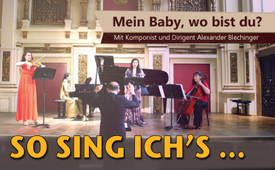 Mein Baby, wo bist du?
Mit Komponist und Dirigent Alexander Blechinger
SO SING ICH'S ...